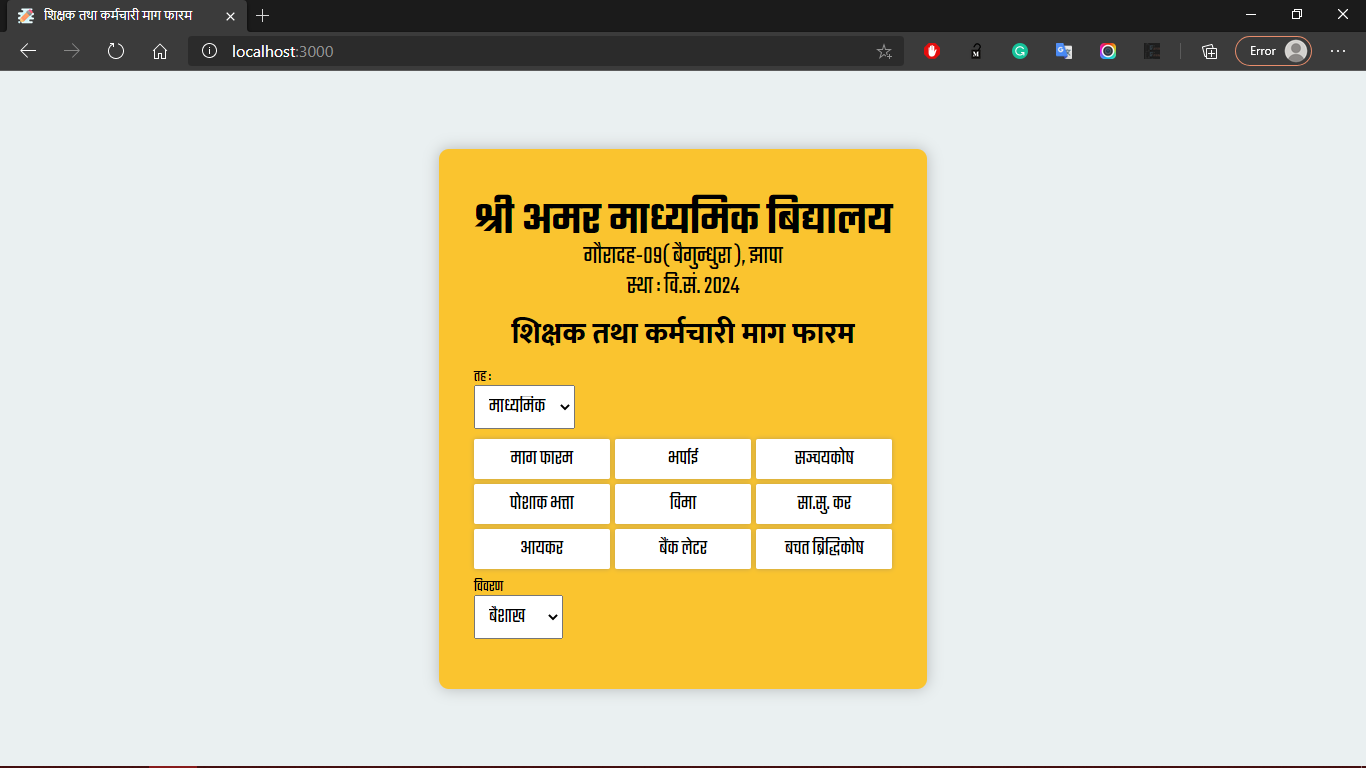 शिक्षक तथा कर्मचारी माग फारम
localhost:3000
Error
श्री अमर माध्यमिक बिद्यालय
गौरादह-09( बैगुन्धुरा ), झापा
स्था : वि.सं. 2024
शिक्षक तथा कर्मचारी माग फारम
तह :
माध्यमिक
माग फारम भर्पाई सञ्चयकोष
पोशाक भत्ता विमा सा.सु. कर
आयकर बैंक लेटर बचत ब्रिद्धिकोष
विवरण
बैशाख